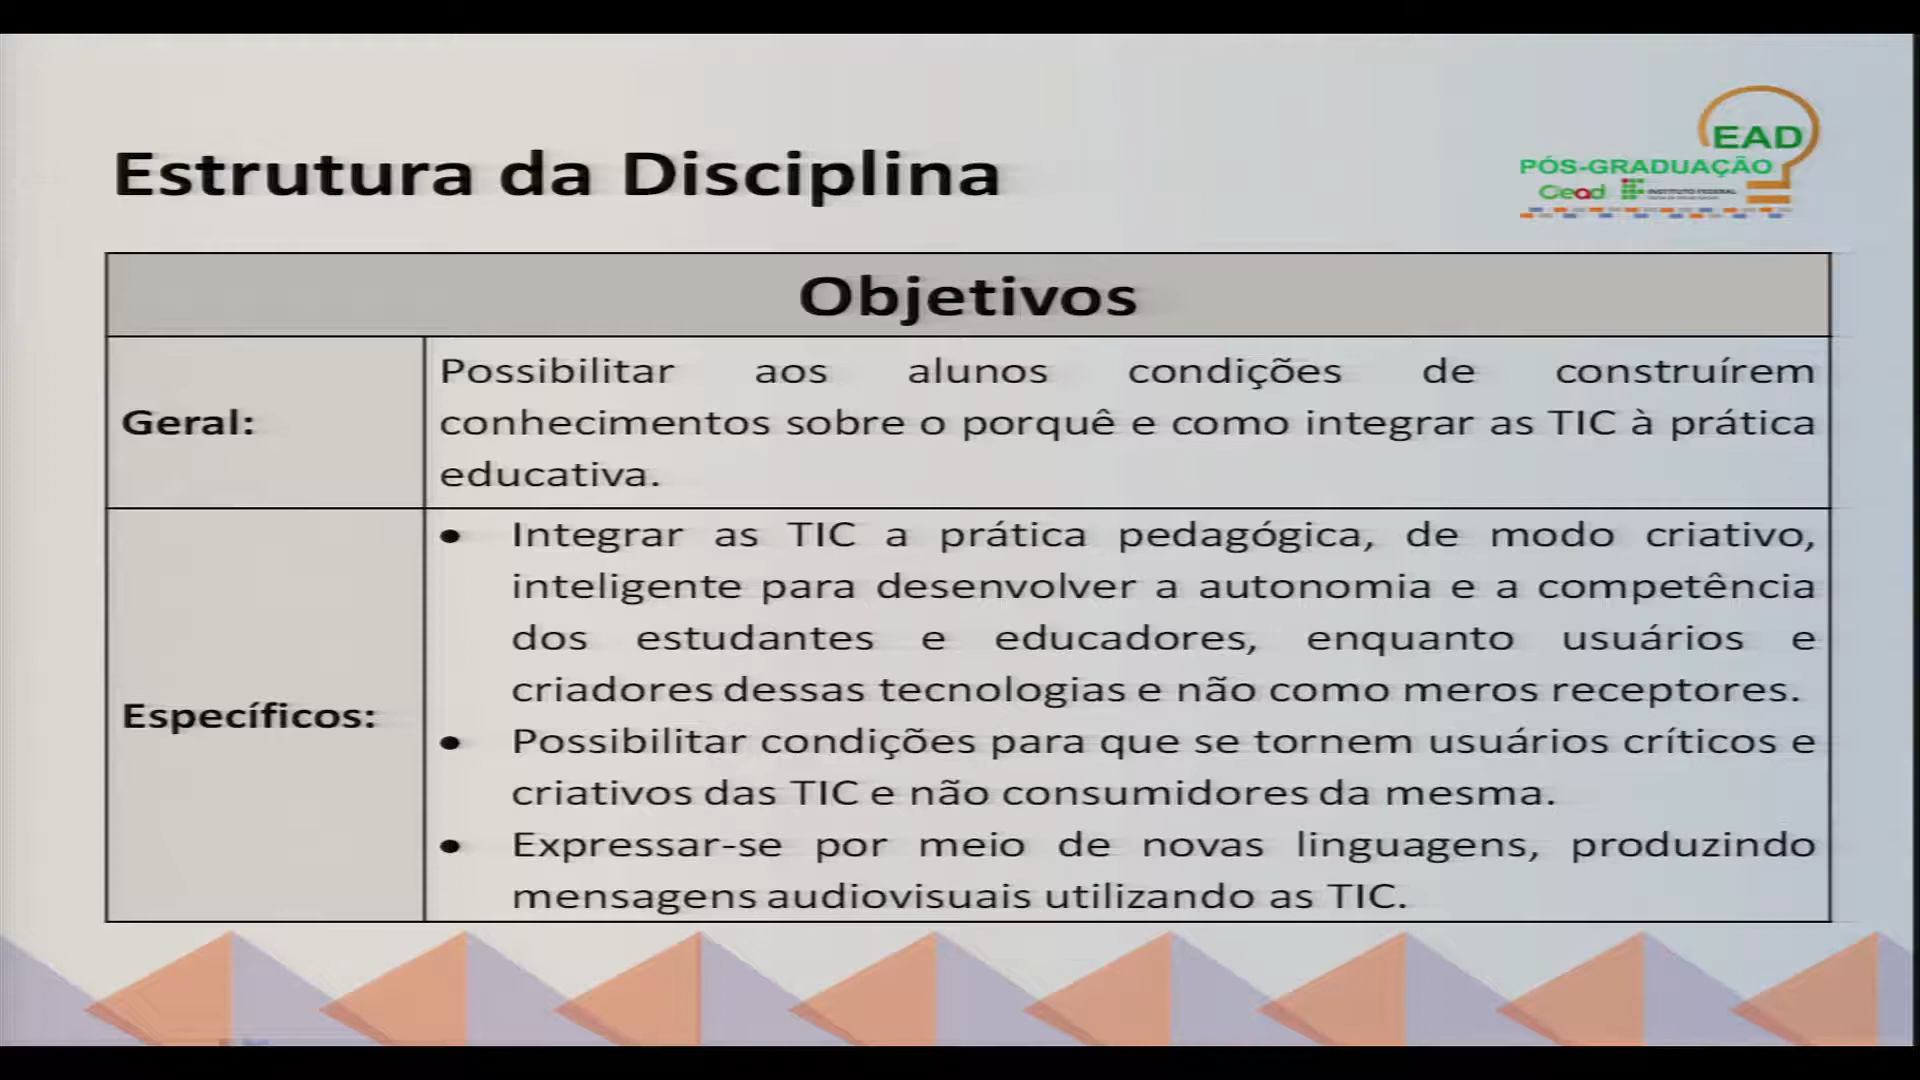 Estrutura da Disciplina
EAD
PÓS-GRADUAÇÃO
Cead INSTITUTO FEDERAL
Objetivos
Geral:
Possibilitar aos alunos condições de construírem
conhecimentos sobre o porquê e como integrar as TIC à prática
educativa.
Específicos:
• Integrar as TIC a prática pedagógica, de modo criativo,
inteligente para desenvolver a autonomia e a competência
dos estudantes e educadores, enquanto usuários e
criadores dessas tecnologias e não como meros receptores.
• Possibilitar condições para que se tornem usuários críticos e
criativos das TIC e não consumidores da mesma.
• Expressar-se por meio de novas linguagens, produzindo
mensagens audiovisuais utilizando as TIC.